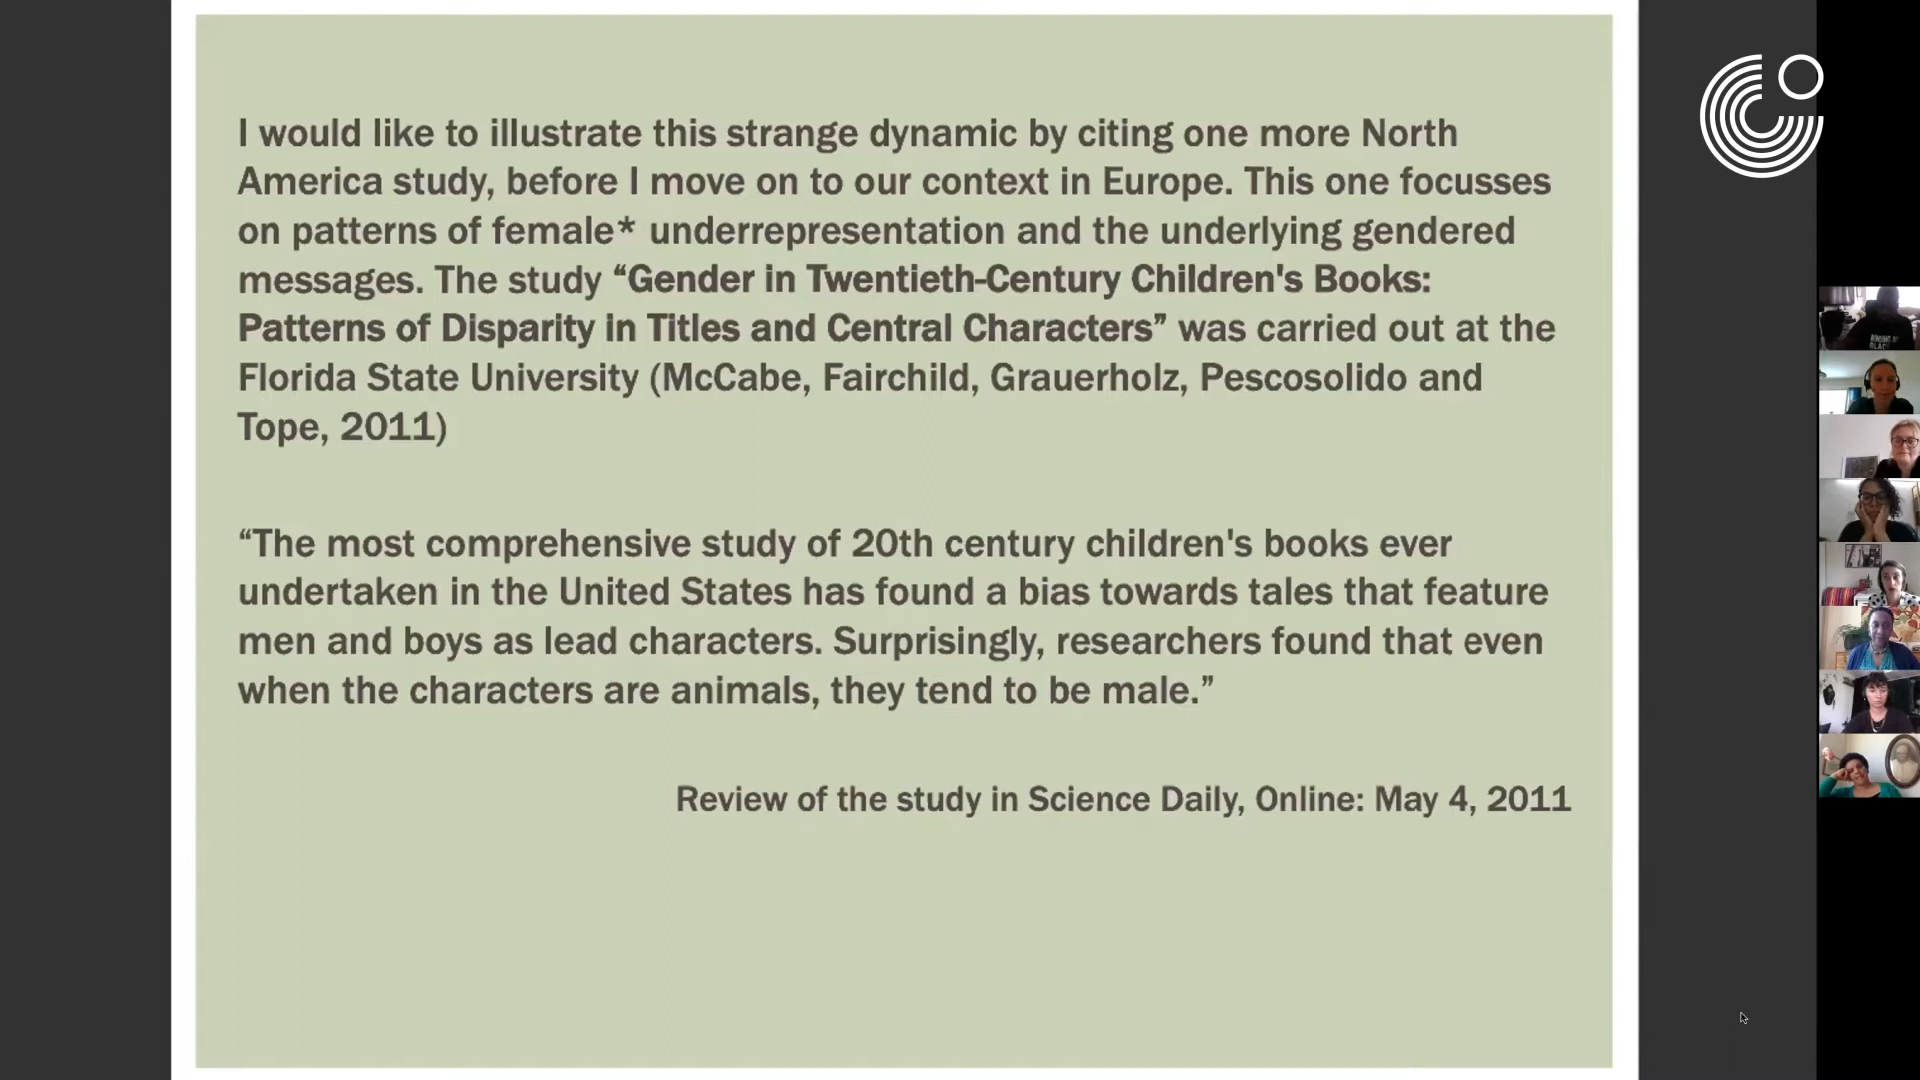 I would like to illustrate this strange dynamic by citing one more North
America study, before I move on to our context in Europe. This one focusses
on patterns of female* underrepresentation and the underlying gendered
messages. The study “Gender in Twentieth-Century Children's Books:
Patterns of Disparity in Titles and Central Characters” was carried out at the
Florida State University (McCabe, Fairchild, Grauerholz, Pescosolido and
Tope, 2011)
“The most comprehensive study of 20th century children's books ever
undertaken in the United States has found a bias towards tales that feature
men and boys as lead characters. Surprisingly, researchers found that even
when the characters are animals, they tend to be male.”
Review of the study in Science Daily, Online: May 4, 2011